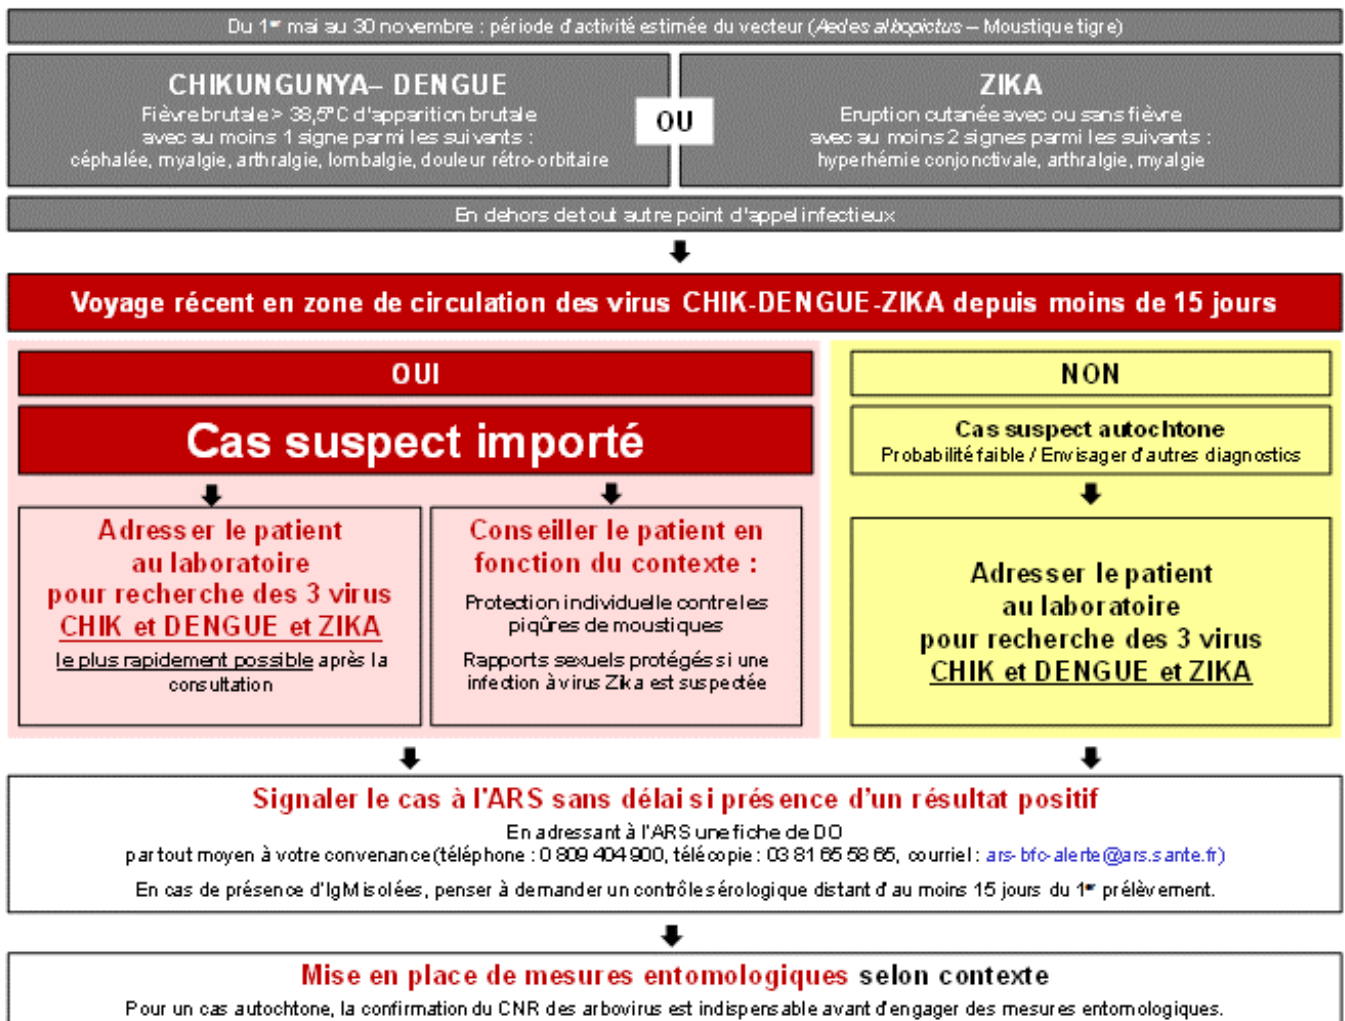 Du 1er mai au 30 novembre : période d'activité estimée du vecteur (Aedes albopictus – Moustique tigre)
CHIKUNGUNYA– DENGUE
Fièvre brutale > 38,5°C d'apparition brutale
avec au moins 1 signe parmi les suivants :
céphalée, myalgie, arthralgie, lombalgie, douleur rétro-orbitaire
OU
ZIKA
Eruption cutanée avec ou sans fièvre
avec au moins 2 signes parmi les suivants :
hyperhémie conjonctivale, arthralgie, myalgie
En dehors de tout autre point d'appel infectieux
Voyage récent en zone de circulation des virus CHIK-DENGUE-ZIKA depuis moins de 15 jours
OUI
Cas suspect importé
Adresser le patient
au laboratoire
pour recherche des 3 virus
CHIK et DENGUE et ZIKA
le plus rapidement possible après la
consultation
Conseiller le patient en
fonction du contexte :
Protection individuelle contre les
piqûres de moustiques
Rapports sexuels protégés si une
infection à virus Zika est suspectée
NON
Cas suspect autochtone
Probabilité faible / Envisager d'autres diagnostics
Adresser le patient
au laboratoire
pour recherche des 3 virus
CHIK et DENGUE et ZIKA
Signaler le cas à l'ARS sans délai si présence d'un résultat positif
En adressant à l'ARS une fiche de DO
par tout moyen à votre convenance (téléphone : 0 809 404 900, télécopie : 03 81 65 58 65, courriel : ars-bfc-alerte@ars.sante.fr)
En cas de présence d'IgM isolées, penser à demander un contrôle sérologique distant d'au moins 15 jours du 1er prélèvement.
Mise en place de mesures entomologiques selon contexte
Pour un cas autochtone, la confirmation du CNR des arbovirus est indispensable avant d'engager des mesures entomologiques.